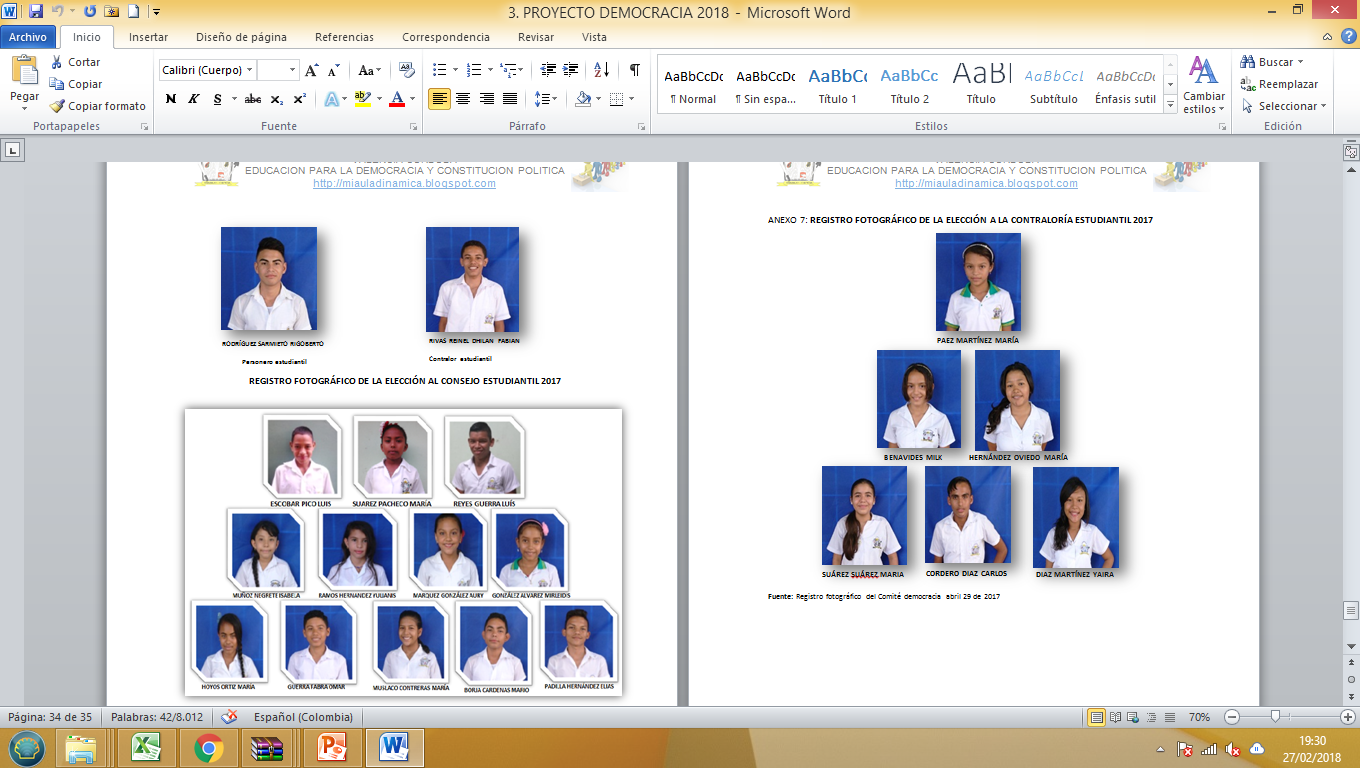 3. PROYECTO DEMOCRACIA 2018 - Microsoft Word
Archivo Inicio Insertar Diseño de página Referencias Correspondencia Revisar Vista
Pegar
Cortar
Copiar
Copiar formato
Portapapeles
Calibri (Cuerpo)
N K S abc x₂ x²
Fuente
Párrafo
AaBbCcDc AaBbCcDc AaBbCc AaBbCc AaBl AaBbCcL AaBbCcDc
¶ Normal ¶ Sin espa... Título 1 Título 2 Título Subtítulo Énfasis sutil
Estilos
Cambiar
estilos
Buscar
Reemplazar
Seleccionar
Edición
EDUCACION PARA LA DEMOCRACIA Y CONSTITUCION POLITICA
http://miauladinamica.blogspot.com
RODRÍGUEZ SARMIETO RIGOBERTO
Personero estudiantil
RIVAS REINEL DHILAN FABIAN
Contralor estudiantil
REGISTRO FOTOGRÁFICO DE LA ELECCIÓN AL CONSEJO ESTUDIANTIL 2017
ESCOBAR PICO LUIS SUAREZ PACHECO MARÍA REYES GUERRA LUÍS
MUÑOZ NEGRETE ISABELA RAMOS HERNANDEZ YULIANIS MARQUEZ GONZÁLEZ AURY GONZÁLEZ ALVAREZ MIRLEIDIS
HOYOS ORTIZ MARÍA GUERRA FABRA OMAR MUSLACO CONTRERAS MARÍA BORJA CARDENAS MARIO PADILLA HERNÁNDEZ ELIAS
EDUCACION PARA LA DEMOCRACIA Y CONSTITUCION POLITICA
http://miauladinamica.blogspot.com
ANEXO 7: REGISTRO FOTOGRÁFICO DE LA ELECCIÓN A LA CONTRALORÍA ESTUDIANTIL 2017
PAEZ MARTÍNEZ MARÍA
BENAVIDES MILK HERNÁNDEZ OVIEDO MARÍA
SUÁREZ SUÁREZ MARIA CORDERO DIAZ CARLOS DIAZ MARTÍNEZ YAIRA
Fuente: Registro fotográfico del Comité democracia abril 29 de 2017
Página: 34 de 35 Palabras: 42/8.012 Español (Colombia) 70%
19:30
27/02/2018